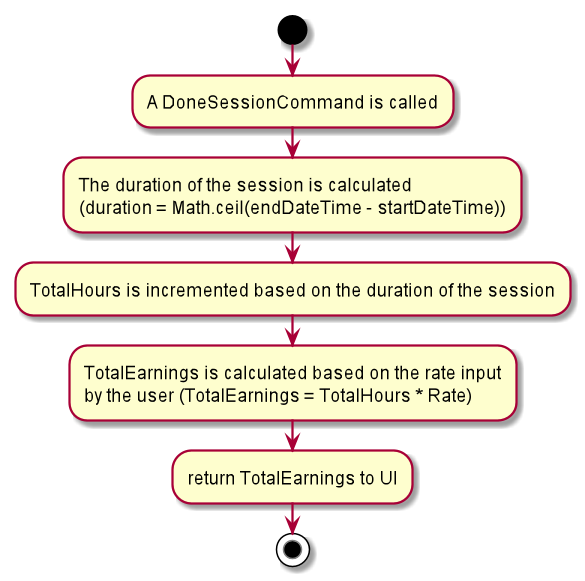 A DoneSessionCommand is called
The duration of the session is calculated
(duration = Math.ceil(endDateTime - startDateTime))
TotalHours is incremented based on the duration of the session
TotalEarnings is calculated based on the rate input
by the user (TotalEarnings = TotalHours * Rate)
return TotalEarnings to UI